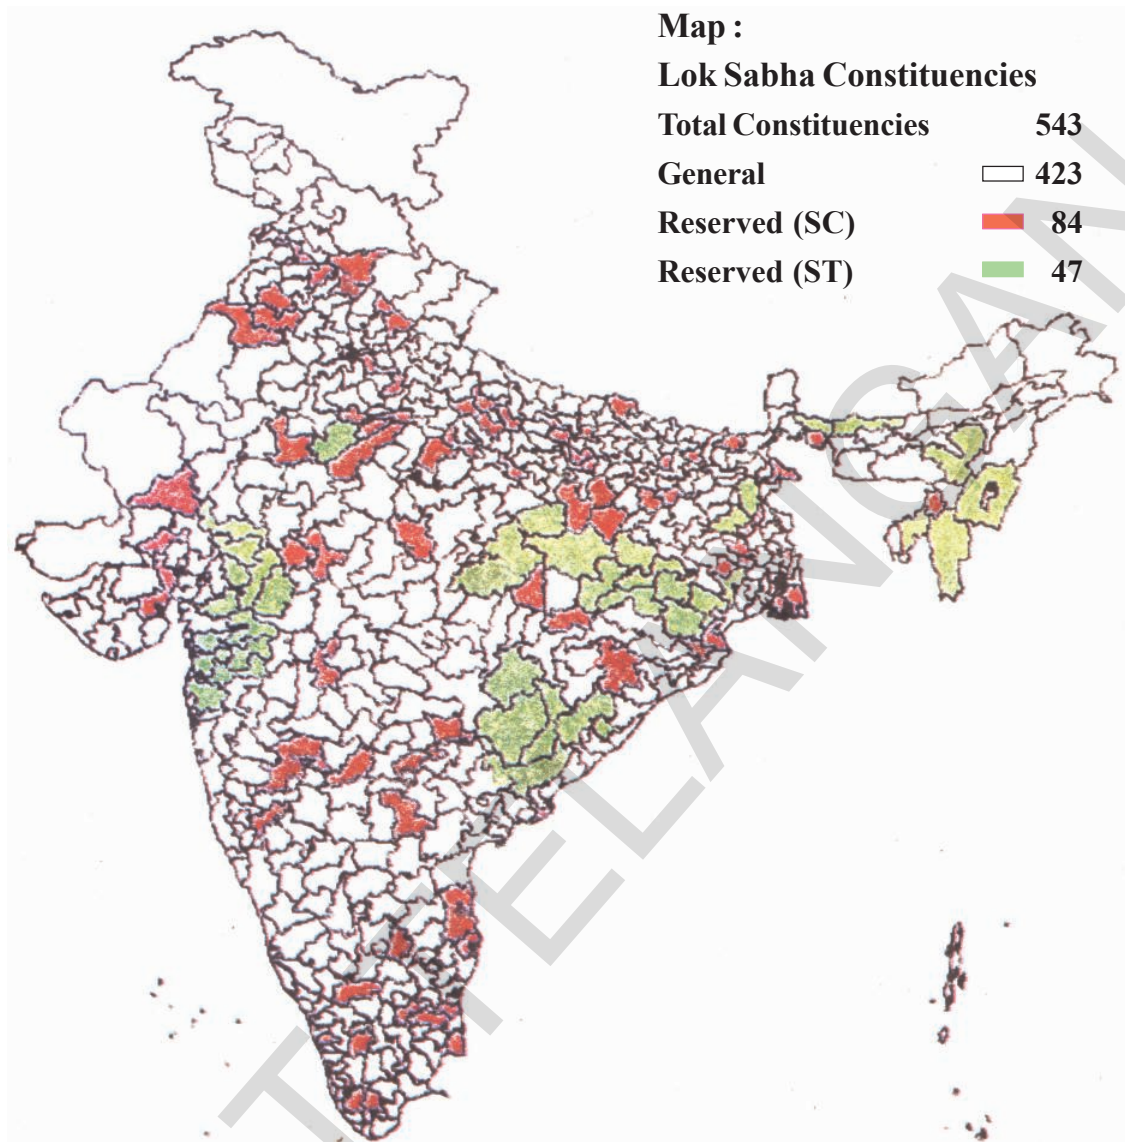 Map :
Lok Sabha Constituencies
Total Constituencies 543
General 423
Reserved (SC) 84
Reserved (ST) 47